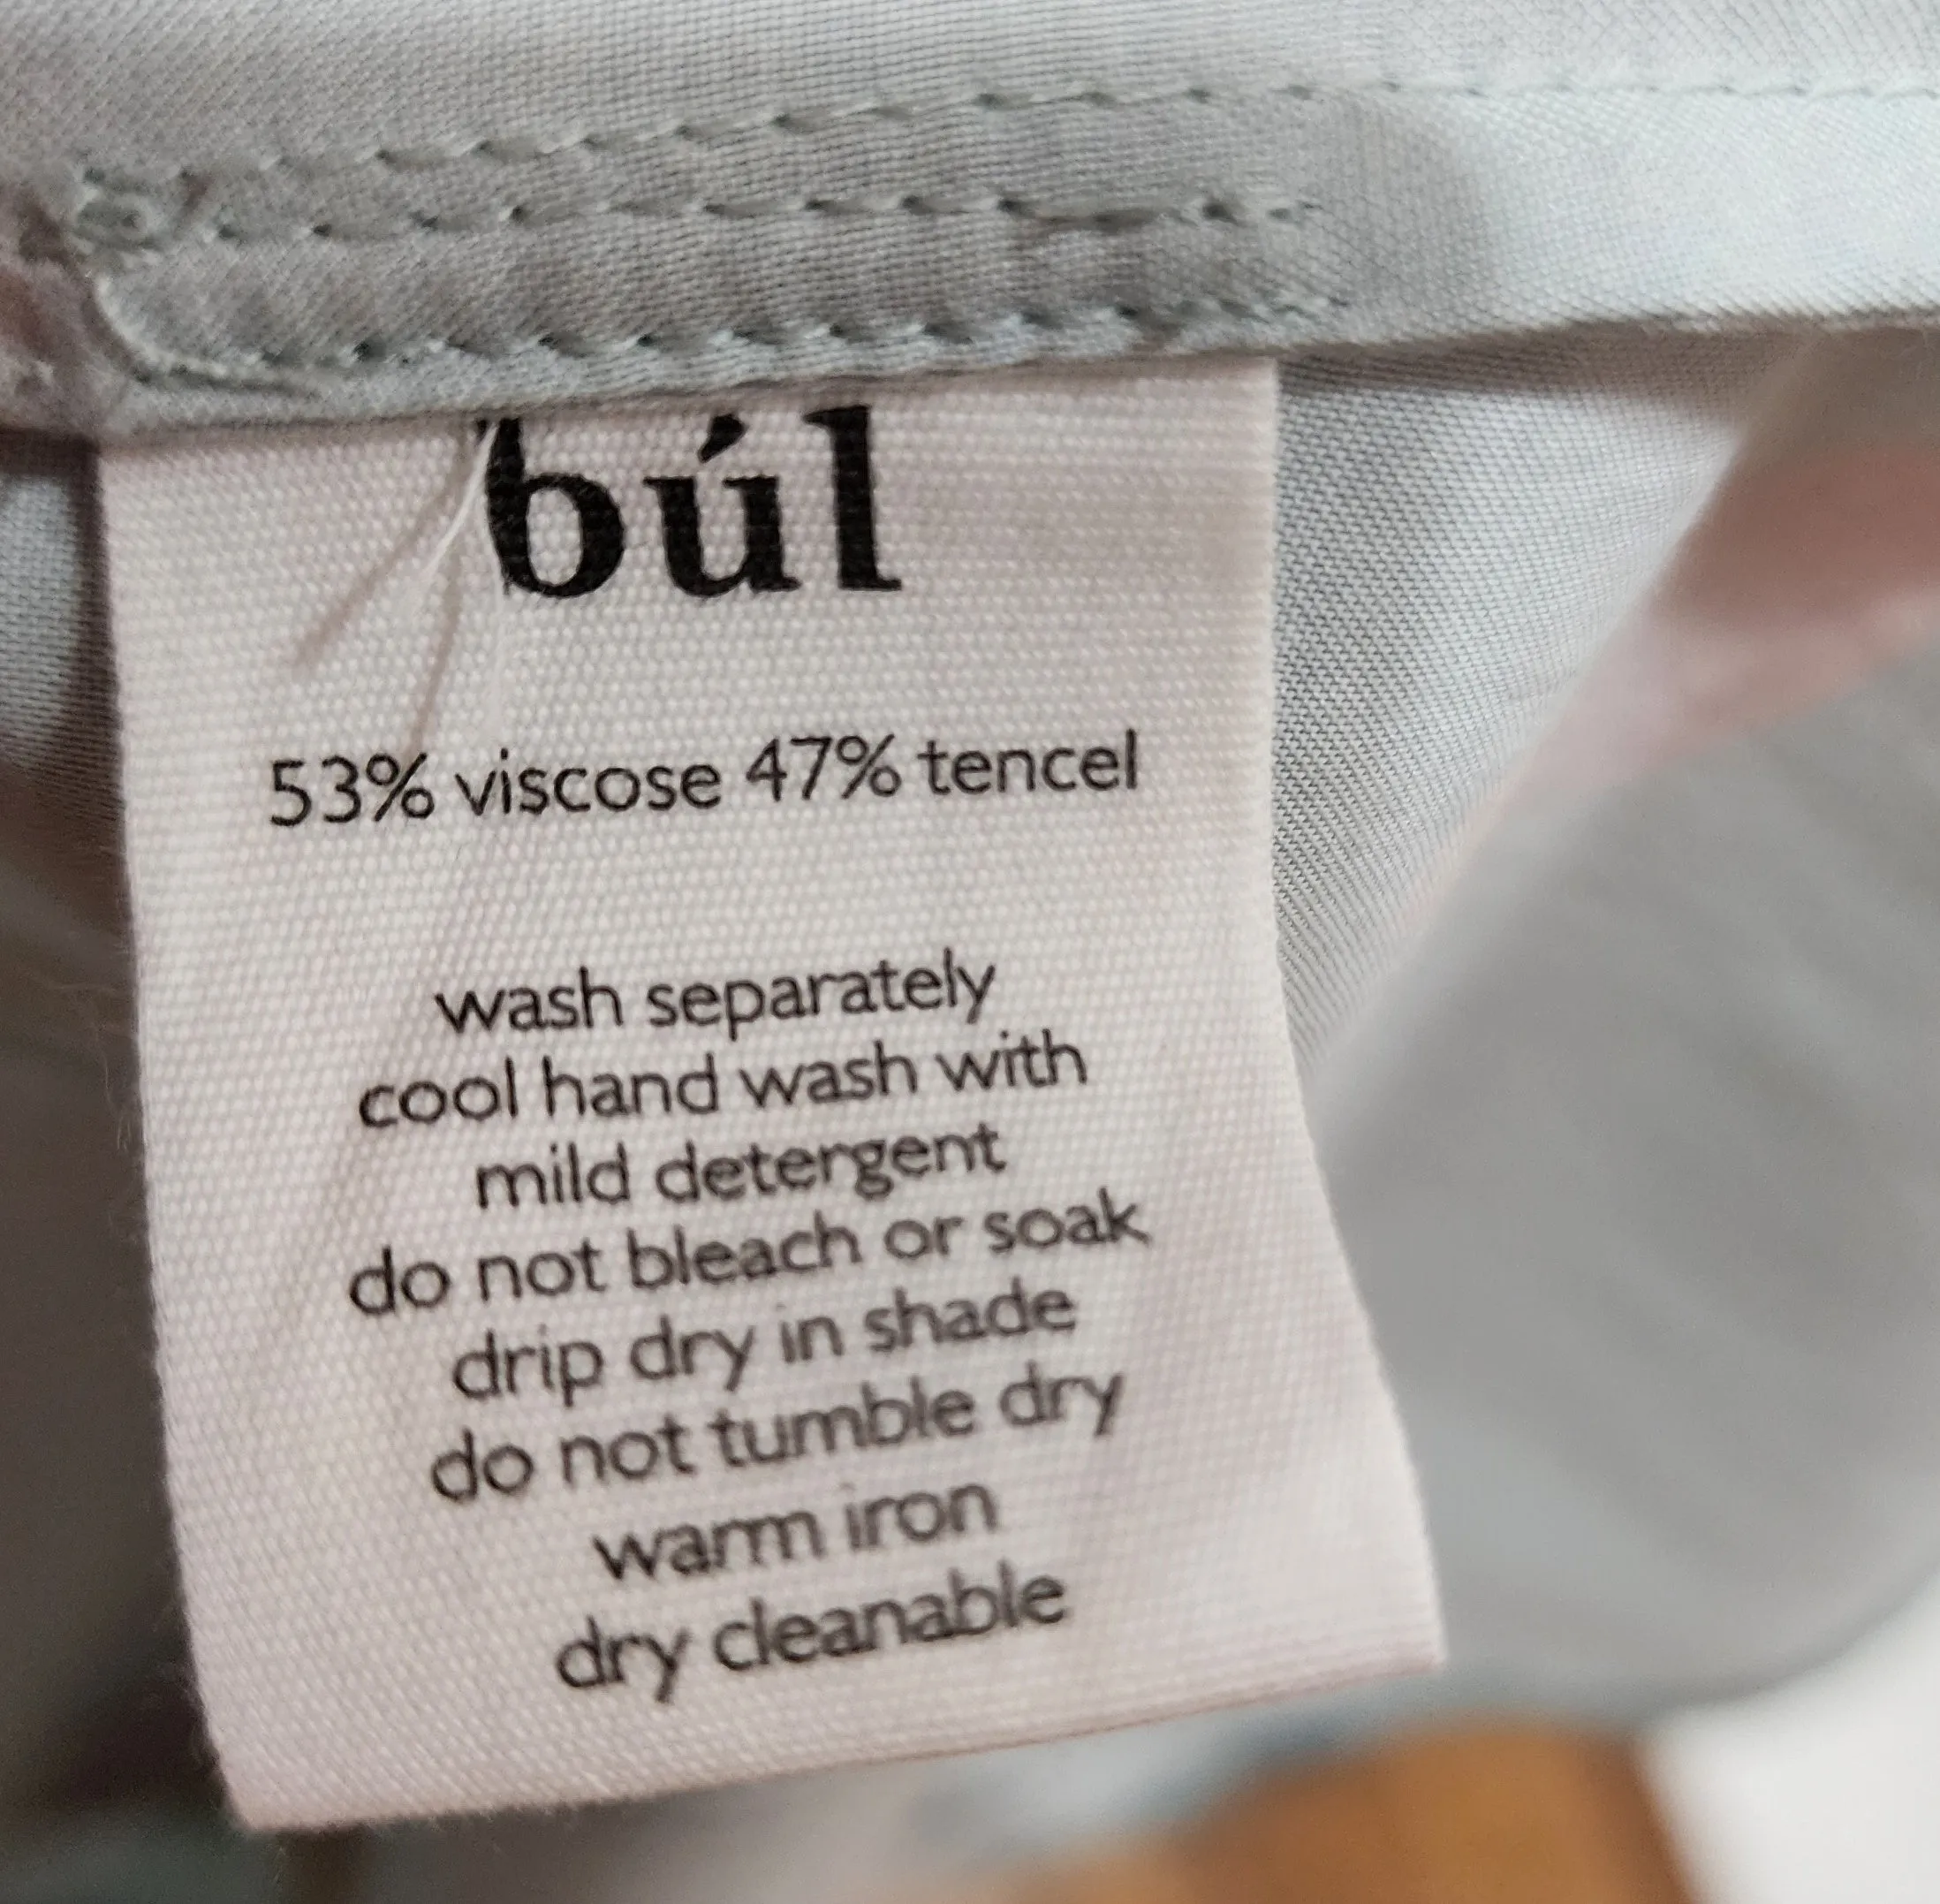 búl
53% viscose 47% tencel
wash separately
cool hand wash with
mild detergent
do not bleach or soak
drip dry in shade
do not tumble dry
warm iron
dry cleanable